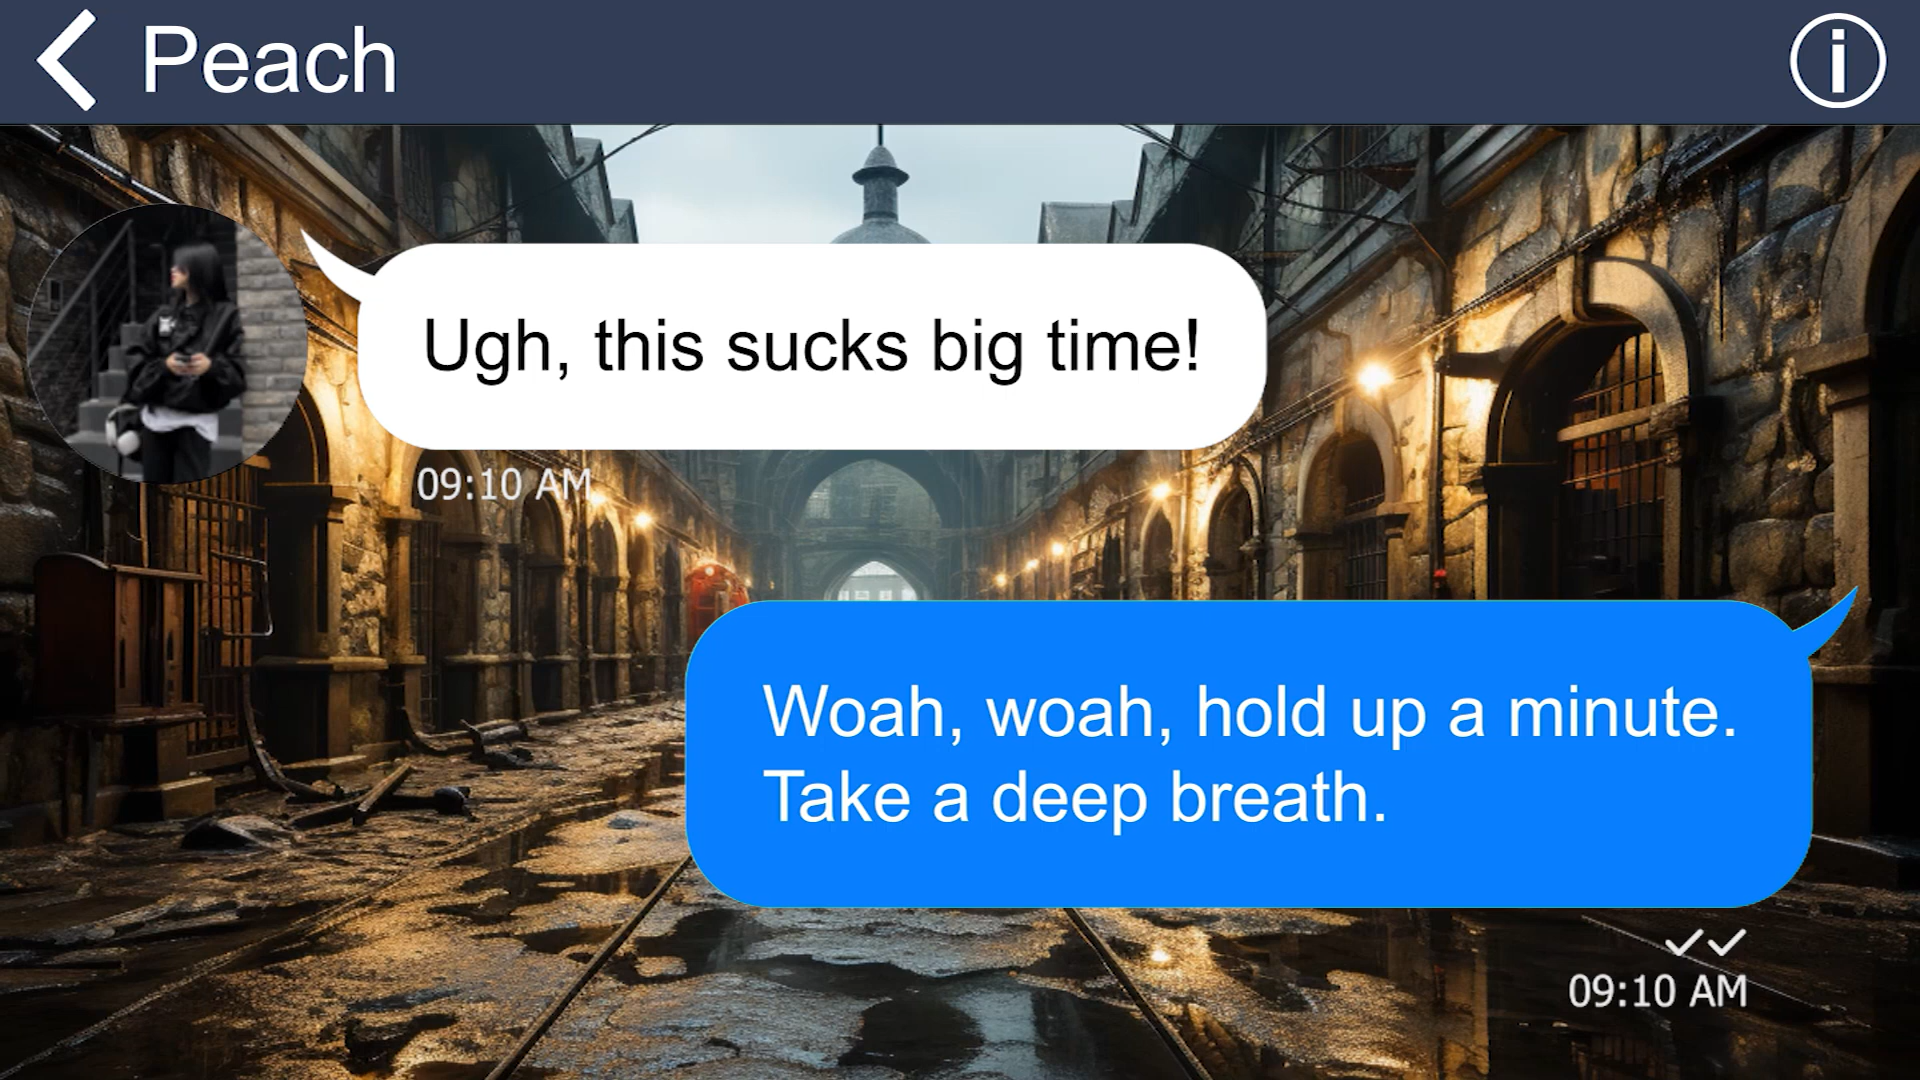 Peach
Ugh, this sucks big time!
09:10 AM
Woah, woah, hold up a minute.
Take a deep breath.
09:10 AM